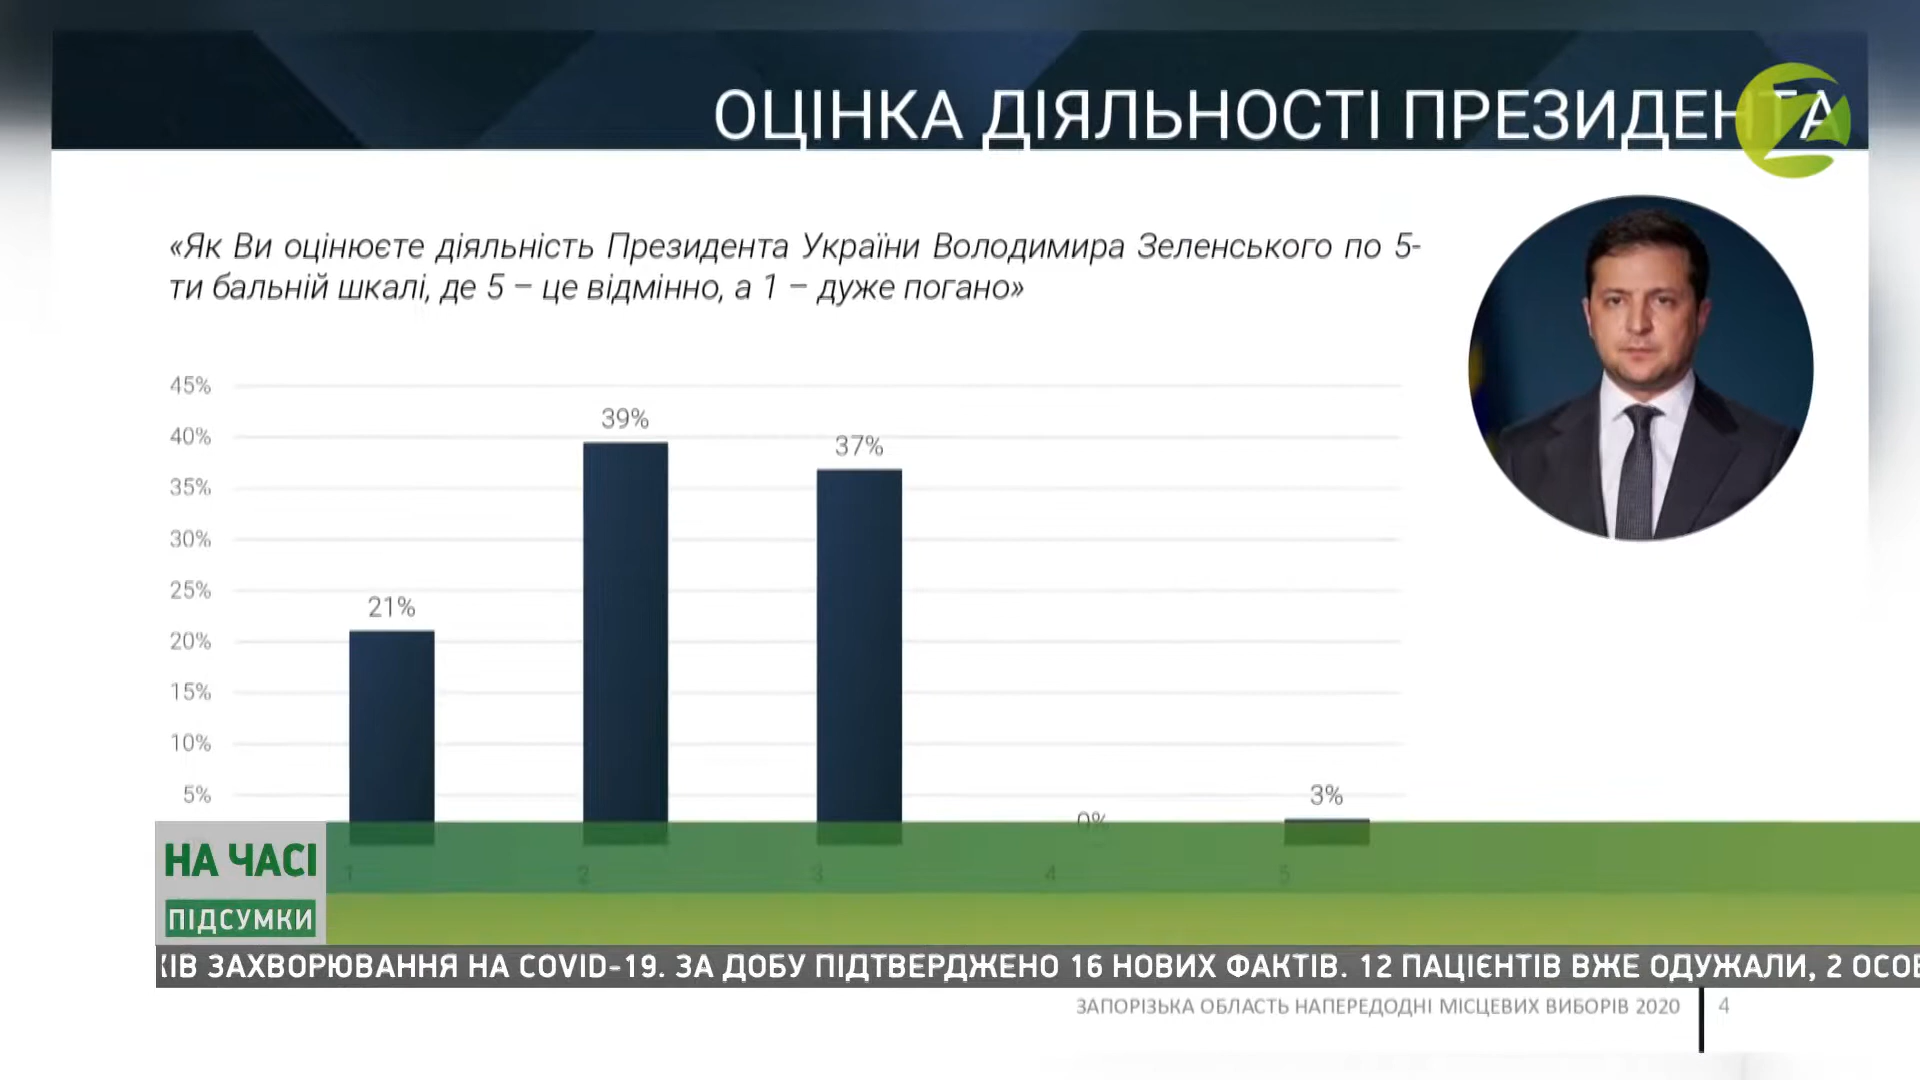 ОЦІНКА ДІЯЛЬНОСТІ ПРЕЗИДЕНТА
«Як Ви оцінюєте діяльність Президента України Володимира Зеленського по 5-
ти бальній шкалі, де 5 – це відмінно, а 1 – дуже погано»
45%
40%
35%
30%
25%
20%
15%
10%
5%
21%
39%
37%
0%
3%
1 2 3 4 5
НА ЧАСІ
ПІДСУМКИ
ЗАХВОРЮВАННЯ НА COVID-19. ЗА ДОБУ ПІДТВЕРДЖЕНО 16 НОВИХ ФАКТІВ. 12 ПАЦІЄНТІВ ВЖЕ ОДУЖАЛИ, 2
ЗАПОРІЗЬКА ОБЛАСТЬ НАПЕРЕДОДНІ МІСЦЕВИХ ВИБОРІВ 2020 4